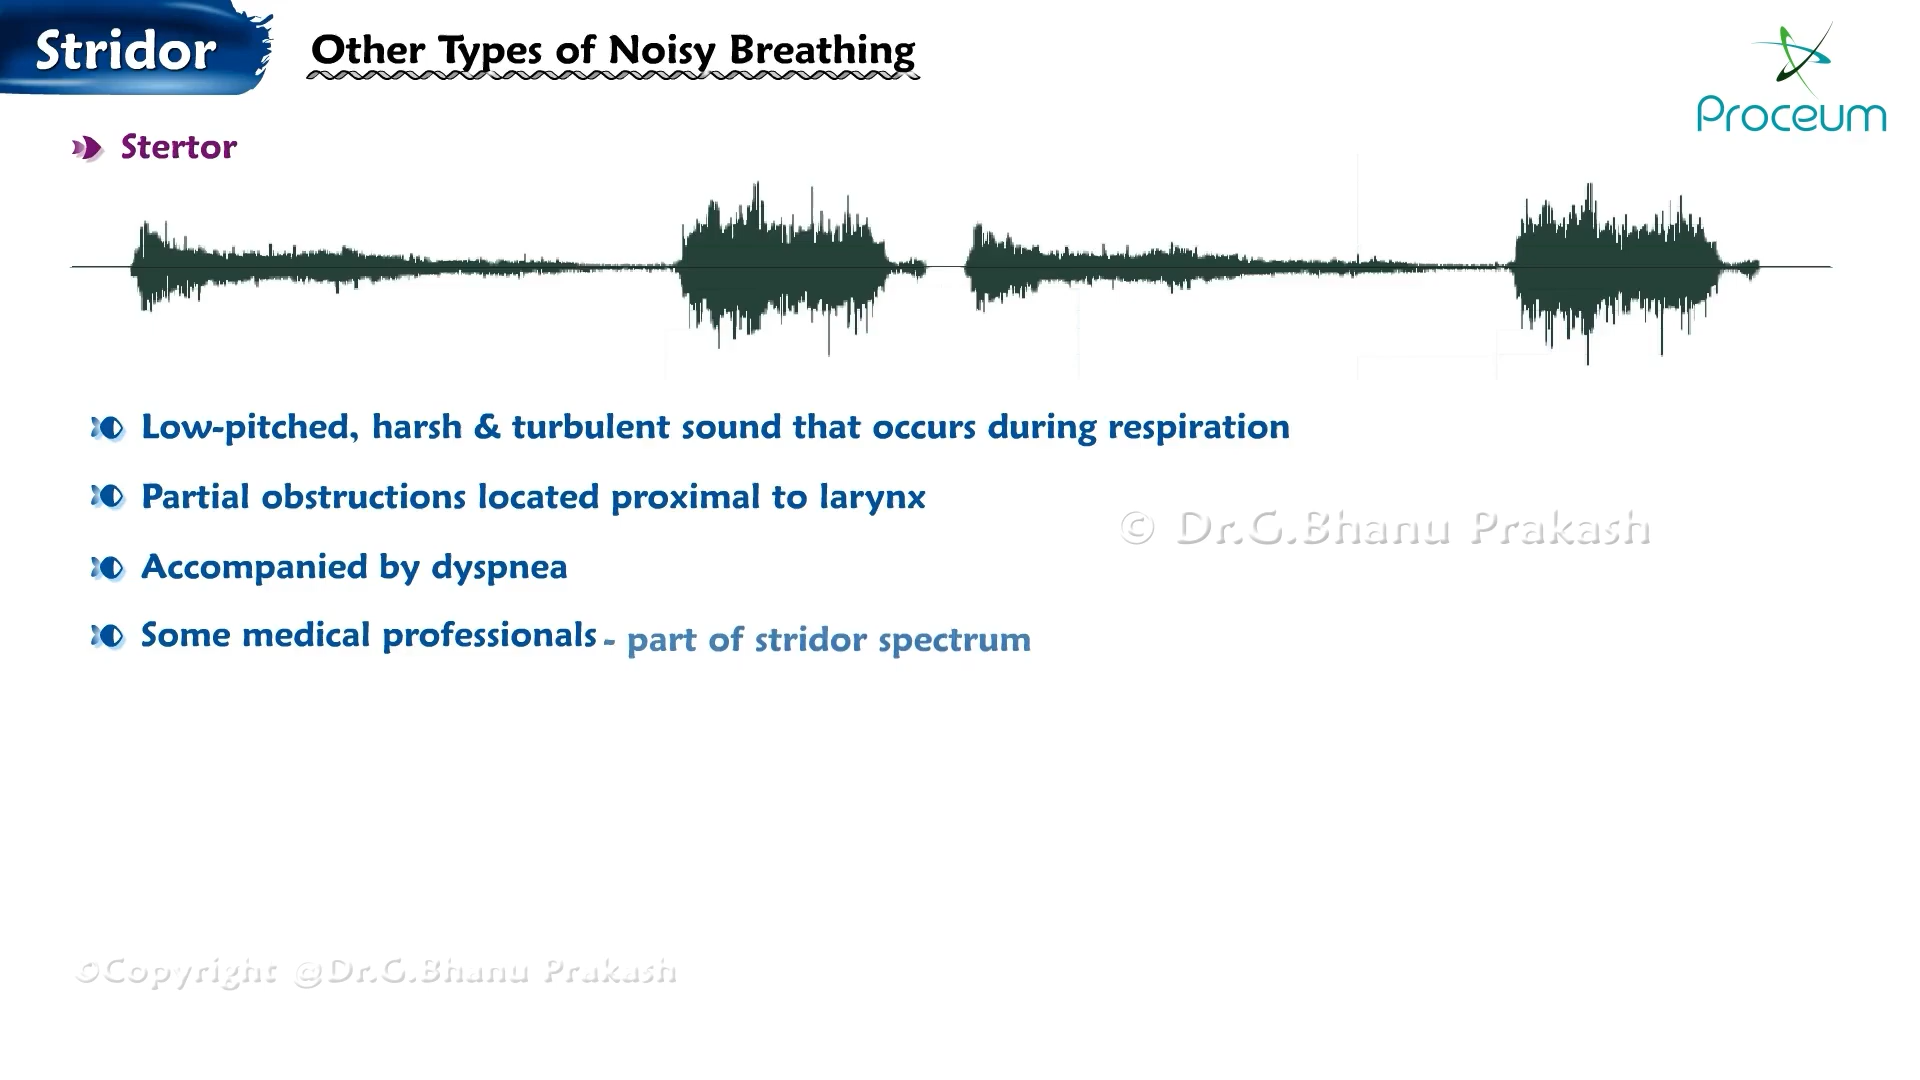 Stridor
Other Types of Noisy Breathing
Proceum
Stertor
Low-pitched, harsh & turbulent sound that occurs during respiration
Partial obstructions located proximal to larynx
© Dr.G.Bhanu Prakash
Accompanied by dyspnea
Some medical professionals - part of stridor spectrum
©Copyright @Dr.G.Bhanu Prakash